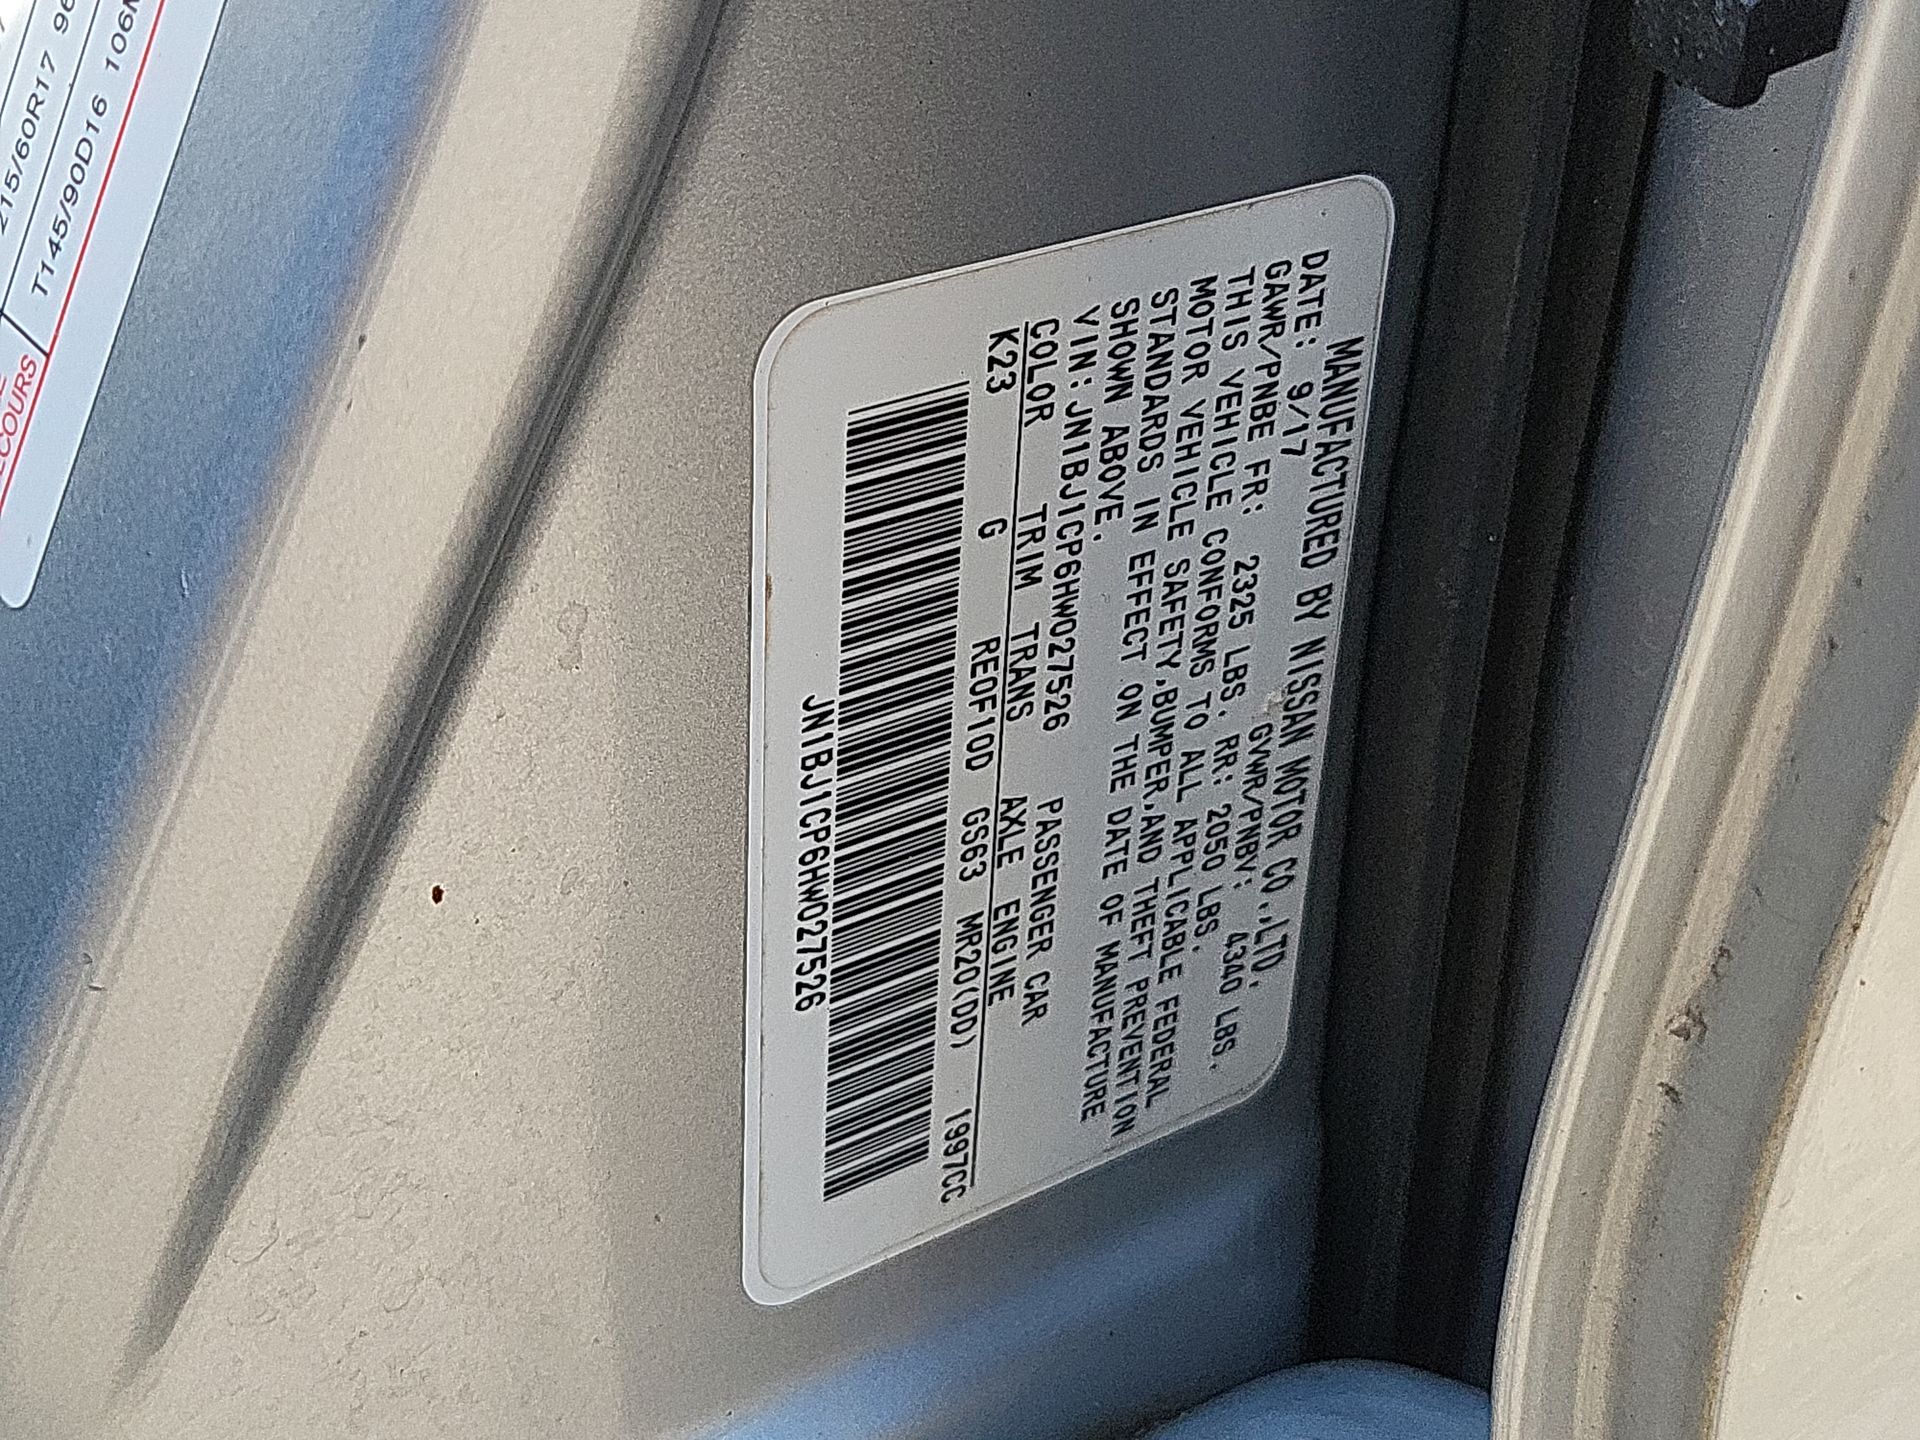 MANUFACTURED BY NISSAN MOTOR CO.,LTD.
DATE: 9/17 GVWR/PNBV: 4340 LBS.
GAWR/PNBE FR: 2325 LBS. RR: 2050 LBS.
THIS VEHICLE CONFORMS TO ALL APPLICABLE FEDERAL
MOTOR VEHICLE SAFETY,BUMPER,AND THEFT PREVENTION
STANDARDS IN EFFECT ON THE DATE OF MANUFACTURE
SHOWN ABOVE.
VIN:JN1BJ1CP6HW027526 PASSENGER CAR
COLOR TRIM TRANS AXLE ENGINE
K23 G RE0F10D GS63 MR20(DD) 1997CC
JN1BJ1CP6HW027526
215/60R17 96
T145/90D16 106M